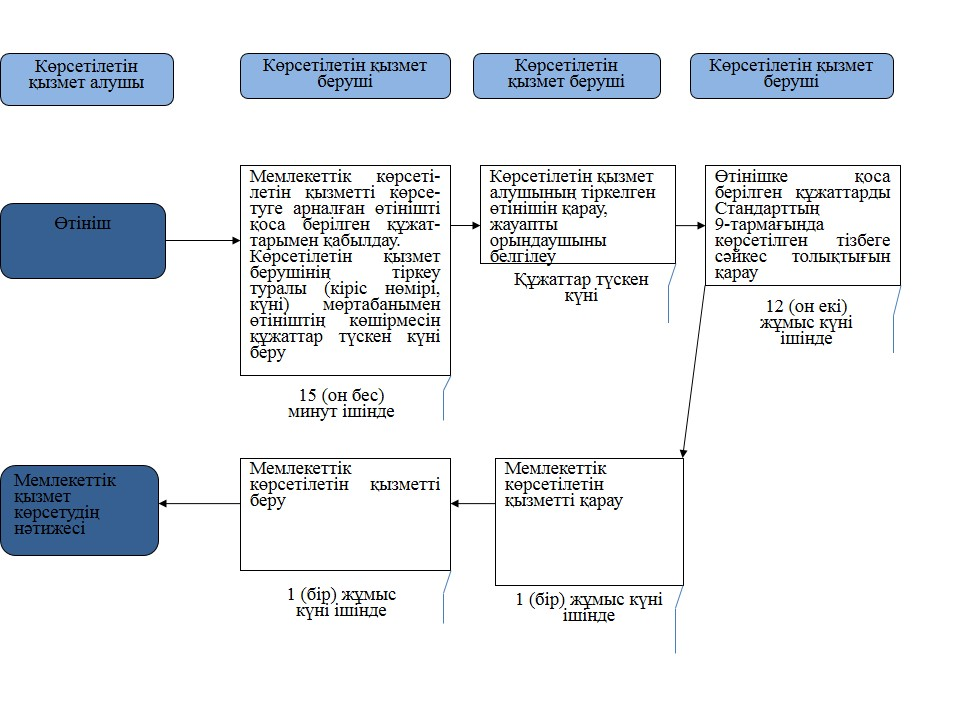 Көрсетілетін
қызмет алушы
Көрсетілетін қызмет
беруші
Көрсетілетін
қызмет беруші
Көрсетілетін қызмет
беруші
Өтініш
Мемлекеттік көрсеті-
летін қызметті көрсе-
туге арналған өтінішті
қоса берілген құжат-
тарымен қабылдау.
Көрсетілетін қызмет
берушінің тіркеу
туралы (кіріс нөмірі,
күні) мөртабанымен
өтініштің көшірмесін
құжаттар түскен күні
беру
15 (он бес)
минут ішінде
Көрсетілетін қызмет
алушының тіркелген
өтінішін қарау,
жауапты
орындаушыны
белгілеу
Құжаттар түскен
күні
Өтінішке қоса
берілген құжаттарды
Стандарттың
9-тармағында
көрсетілген тізбеге
сәйкес толықтығын
қарау
12 (он екі)
жұмыс күні
ішінде
Мемлекеттік
қызмет
көрсетудің
нәтижесі
Мемлекеттік
көрсетілетін қызметті
беру
1 (бір) жұмыс
күні ішінде
Мемлекеттік
көрсетілетін
қызметті қарау
1 (бір) жұмыс күні
ішінде